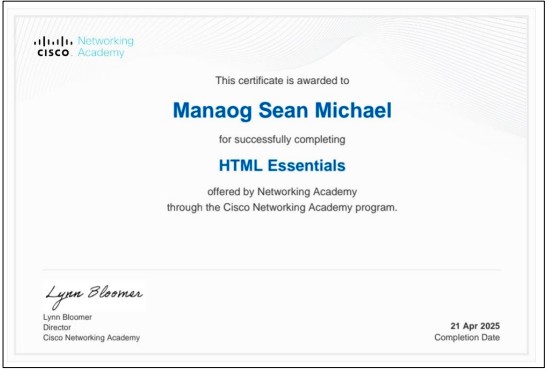 Networking
CISCO. Academy
This certificate is awarded to
Manaog Sean Michael
for successfully completing
HTML Essentials
offered by Networking Academy
through the Cisco Networking Academy program.
Lynn Bloomer
Lynn Bloomer
Director
Cisco Networking Academy
21 Apr 2025
Completion Date